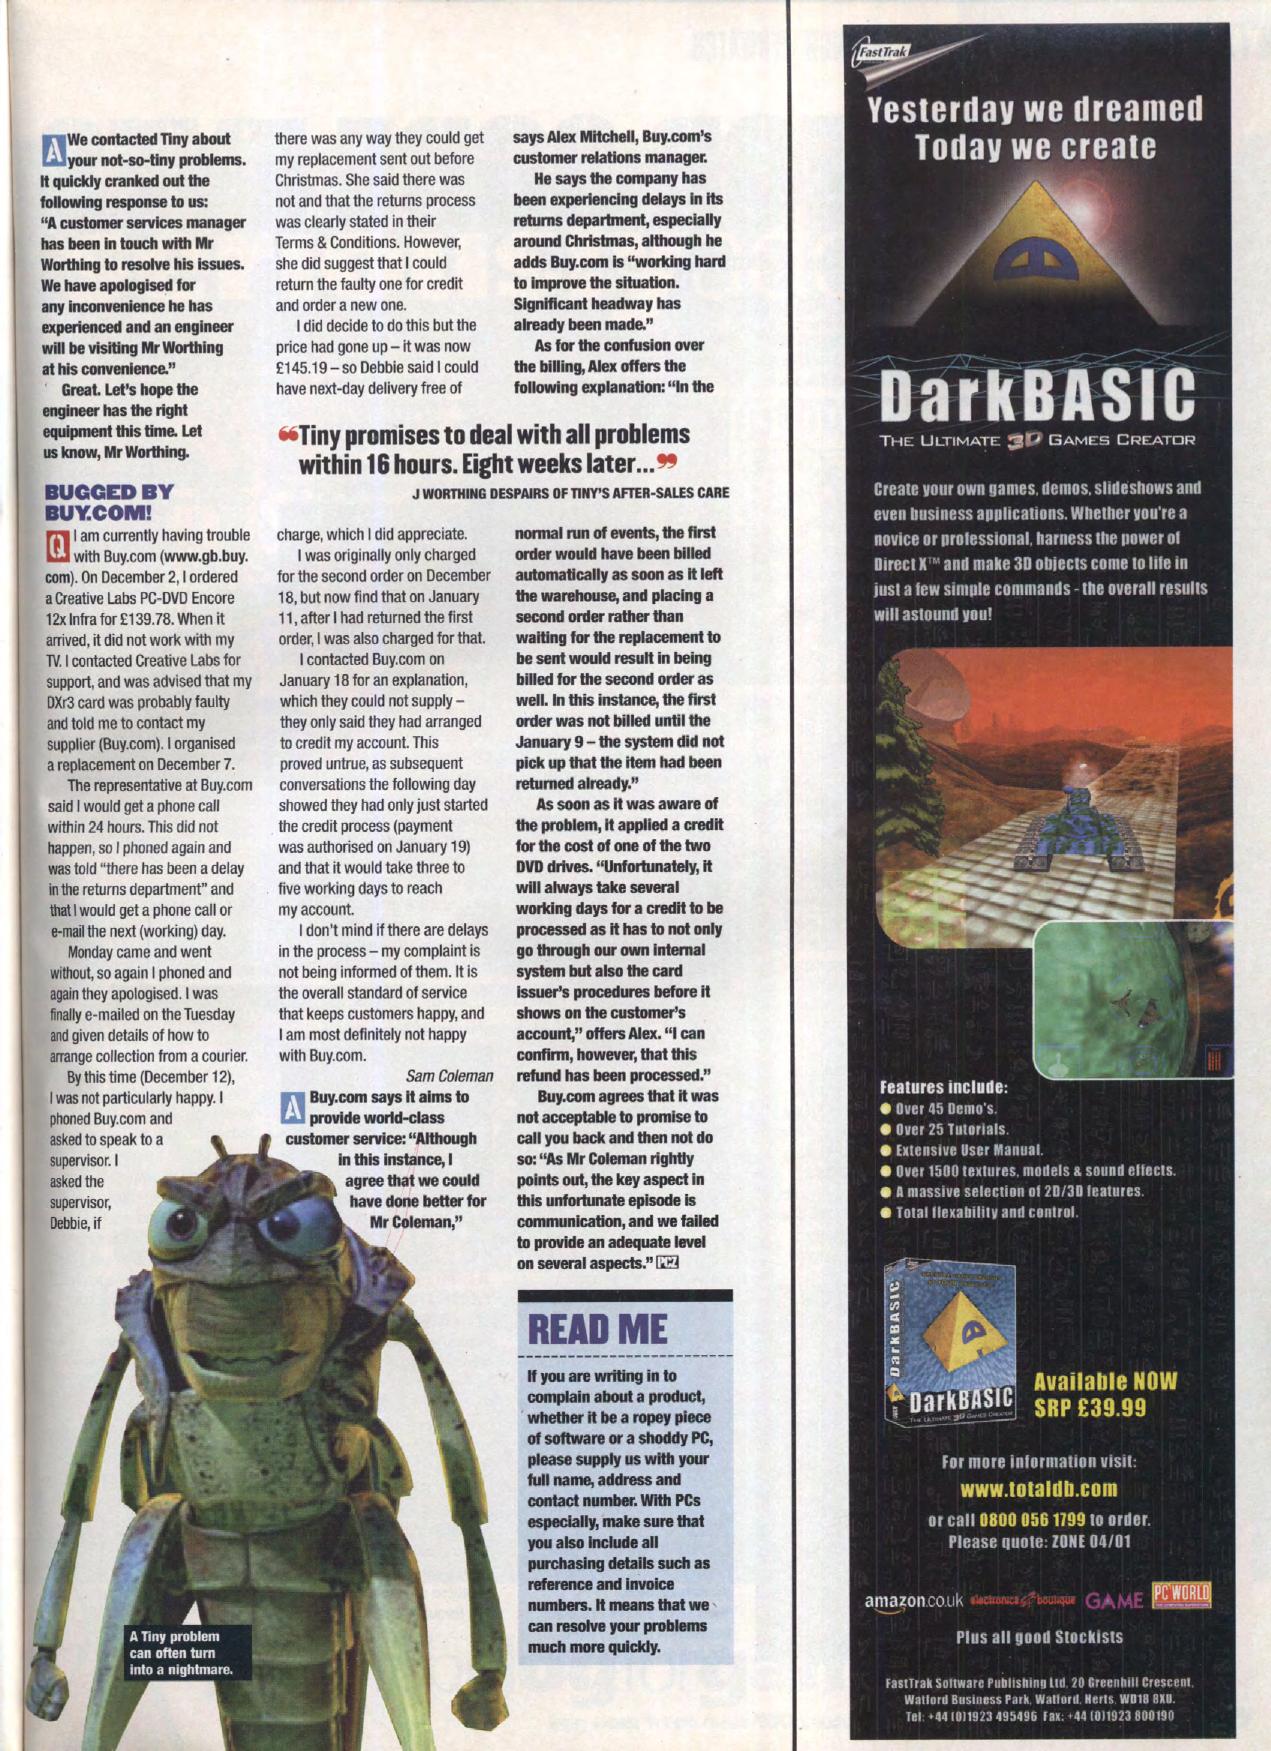 A We contacted Tiny about
your not-so-tiny problems.
It quickly cranked out the
following response to us:
“A customer services manager
has been in touch with Mr
Worthing to resolve his issues.
We have apologised for
any inconvenience he has
experienced and an engineer
will be visiting Mr Worthing
at his convenience.”
Great. Let's hope the
engineer has the right
equipment this time. Let
us know, Mr Worthing.
BUGGED BY
BUY.COM!
Q I am currently having trouble
with Buy.com (www.gb.buy.
com). On December 2, I ordered
a Creative Labs PC-DVD Encore
12x Infra for £139.78. When it
arrived, it did not work with my
TV. I contacted Creative Labs for
support, and was advised that my
DXr3 card was probably faulty
and told me to contact my
supplier (Buy.com). I organised
a replacement on December 7.
The representative at Buy.com
said I would get a phone call
within 24 hours. This did not
happen, so I phoned again and
was told “there has been a delay
in the returns department” and
that I would get a phone call or
e-mail the next (working) day.
Monday came and went
without, so again I phoned and
again they apologised. I was
finally e-mailed on the Tuesday
and given details of how to
arrange collection from a courier.
By this time (December 12),
I was not particularly happy. I
phoned Buy.com and
asked to speak to a
supervisor. I
asked the
supervisor,
Debbie, if
there was any way they could get
my replacement sent out before
Christmas. She said there was
not and that the returns process
was clearly stated in their
Terms & Conditions. However,
she did suggest that I could
return the faulty one for credit
and order a new one.
I did decide to do this but the
price had gone up – it was now
£145.19 – so Debbie said I could
have next-day delivery free of
“Tiny promises to deal with all problems
within 16 hours. Eight weeks later...”
J WORTHING DESPAIRS OF TINY'S AFTER-SALES CARE
charge, which I did appreciate.
I was originally only charged
for the second order on December
18, but now find that on January
11, after I had returned the first
order, I was also charged for that.
I contacted Buy.com on
January 18 for an explanation,
which they could not supply –
they only said they had arranged
to credit my account. This
proved untrue, as subsequent
conversations the following day
showed they had only just started
the credit process (payment
was authorised on January 19)
and that it would take three to
five working days to reach
my account.
I don't mind if there are delays
in the process – my complaint is
not being informed of them. It is
the overall standard of service
that keeps customers happy, and
I am most definitely not happy
with Buy.com.
Sam Coleman
A Buy.com says it aims to
provide world-class
customer service: “Although
in this instance, I
agree that we could
have done better for
Mr Coleman,”
says Alex Mitchell, Buy.com's
customer relations manager.
He says the company has
been experiencing delays in its
returns department, especially
around Christmas, although he
adds Buy.com is “working hard
to improve the situation.
Significant headway has
already been made.”
As for the confusion over
the billing, Alex offers the
following explanation: “In the
normal run of events, the first
order would have been billed
automatically as soon as it left
the warehouse, and placing a
second order rather than
waiting for the replacement to
be sent would result in being
billed for the second order as
well. In this instance, the first
order was not billed until the
January 9 – the system did not
pick up that the item had been
returned already.”
As soon as it was aware of
the problem, it applied a credit
for the cost of one of the two
DVD drives. “Unfortunately, it
will always take several
working days for a credit to be
processed as it has to not only
go through our own internal
system but also the card
issuer's procedures before it
shows on the customer's
account,” offers Alex. “I can
confirm, however, that this
refund has been processed.”
Buy.com agrees that it was
not acceptable to promise to
call you back and then not do
so: “As Mr Coleman rightly
points out, the key aspect in
this unfortunate episode is
communication, and we failed
to provide an adequate level
on several aspects.” PCZ
READ ME
If you are writing in to
complain about a product,
whether it be a ropey piece
of software or a shoddy PC,
please supply us with your
full name, address and
contact number. With PCs
especially, make sure that
you also include all
purchasing details such as
reference and invoice
numbers. It means that we
can resolve your problems
much more quickly.
A Tiny problem
can often turn
into a nightmare.
FastTrak
Yesterday we dreamed
Today we create
DarkBASIC
THE ULTIMATE 3D GAMES CREATOR
Create your own games, demos, slideshows and
even business applications. Whether you're a
novice or professional, harness the power of
Direct X™ and make 3D objects come to life in
just a few simple commands - the overall results
will astound you!
Features include:
Over 45 Demo's.
Over 25 Tutorials.
Extensive User Manual.
Over 1500 textures, models & sound effects.
A massive selection of 2D/3D features.
Total flexability and control.
DarkBASIC
DarkBASIC
THE ULTIMATE 3D GAMES CREATOR
Available NOW
SRP £39.99
For more information visit:
www.totaldb.com
or call 0800 056 1799 to order.
Please quote: ZONE 04/01
amazon.co.uk electronics boutique GAME PC WORLD
Plus all good Stockists
FastTrak Software Publishing Ltd, 20 Greenhill Crescent,
Watford Business Park, Watford, Herts, WD18 8XU.
Tel: +44 (0)1923 495496 Fax: +44 (0)1923 800190